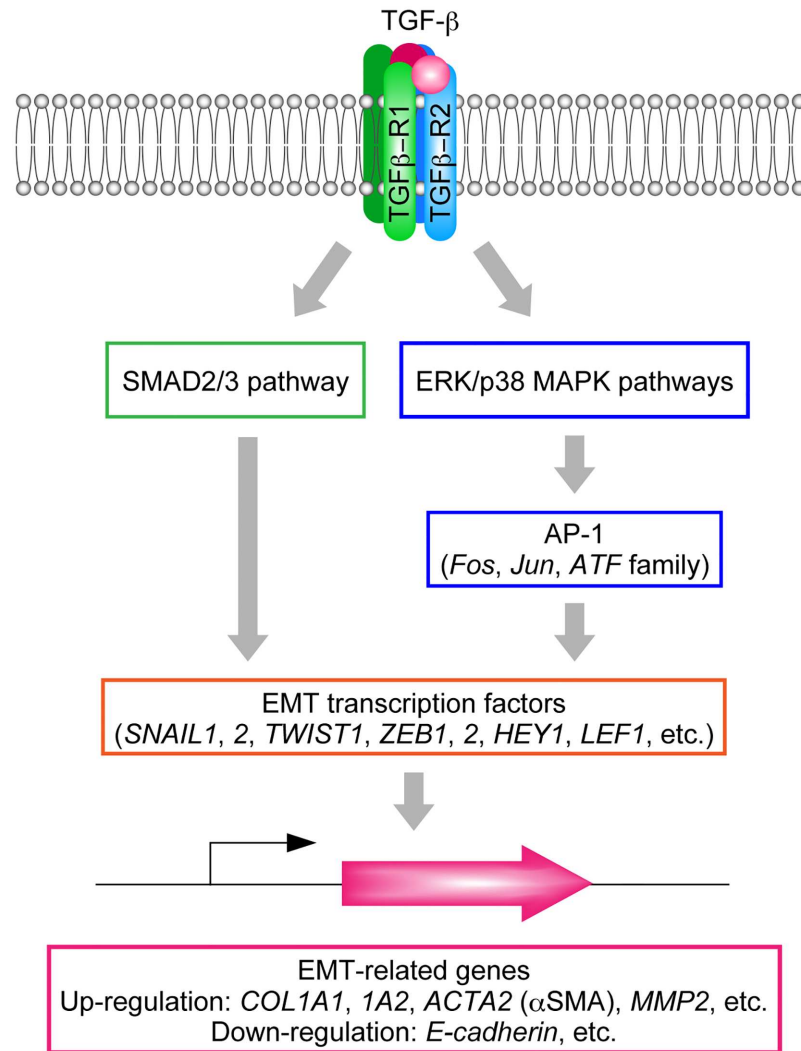 TGF-β
TGFβ–R1
TGFβ–R2
SMAD2/3 pathway
ERK/p38 MAPK pathways
AP-1
(Fos, Jun, ATF family)
EMT transcription factors
(SNAIL1, 2, TWIST1, ZEB1, 2, HEY1, LEF1, etc.)
EMT-related genes
Up-regulation: COL1A1, 1A2, ACTA2 (αSMA), MMP2, etc.
Down-regulation: E-cadherin, etc.